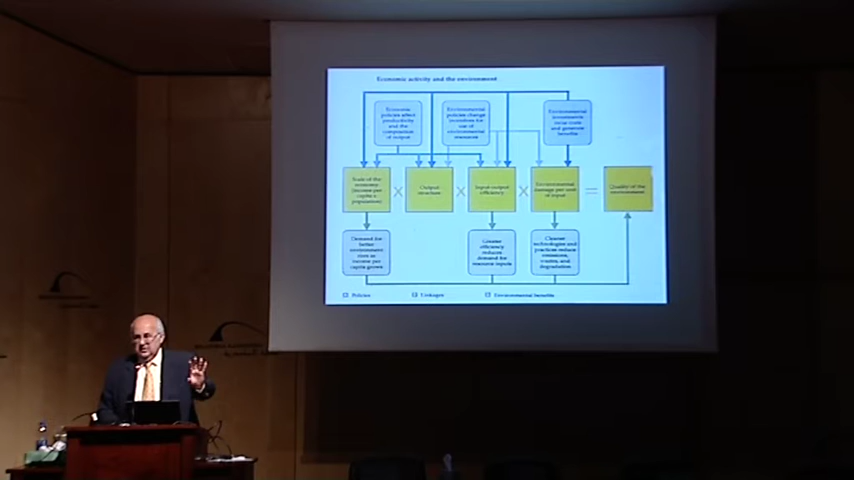 Economic activity and the environment
Economic
policies affect
productivity
and the
composition
of output
Environmental
policies change
incentives for
use of
environmental
resources
Environmental
investments
and generate
benefits
Scale of the
economy
(income per
capita x
population)
X
Output
structure
X
Input-output
efficiency
X
Environmental
damage per unit
of input
=
Quality of the
environment
Demand for
better
environment
rises as
income per
capita grows
Greater
efficiency
reduces
demand for
resource inputs
Cleaner
technologies and
practices reduce
emissions,
wastes, and
degradation
Policies
Linkages
Environmental benefits